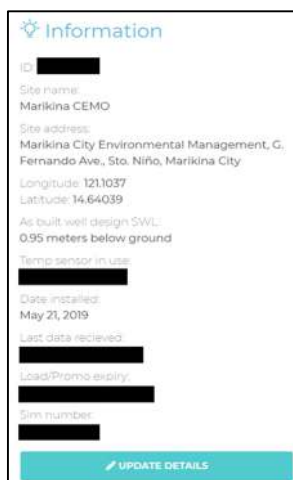 Information
ID:
Site name:
Marikina CEMO
Site address:
Marikina City Environmental Management, G.
Fernando Ave., Sto. Niño, Marikina City
Longitude: 121.1037
Latitude: 14.64039
As built well design SWL:
0.95 meters below ground
Temp sensor in use:
Date installed:
May 21, 2019
Last data recieved:
Load/Promo expiry:
Sim number:
UPDATE DETAILS